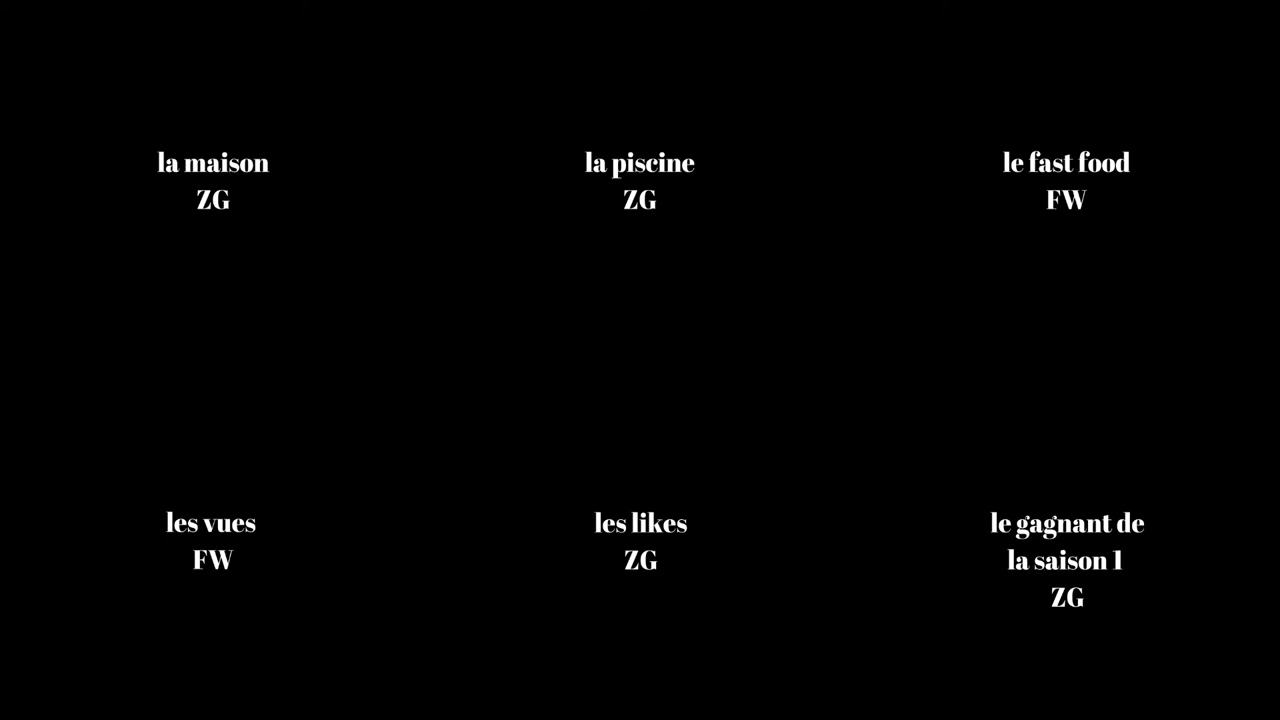 la maison
ZG
la piscine
ZG
le fast food
FW
les vues
FW
les likes
ZG
le gagnant de
la saison 1
ZG